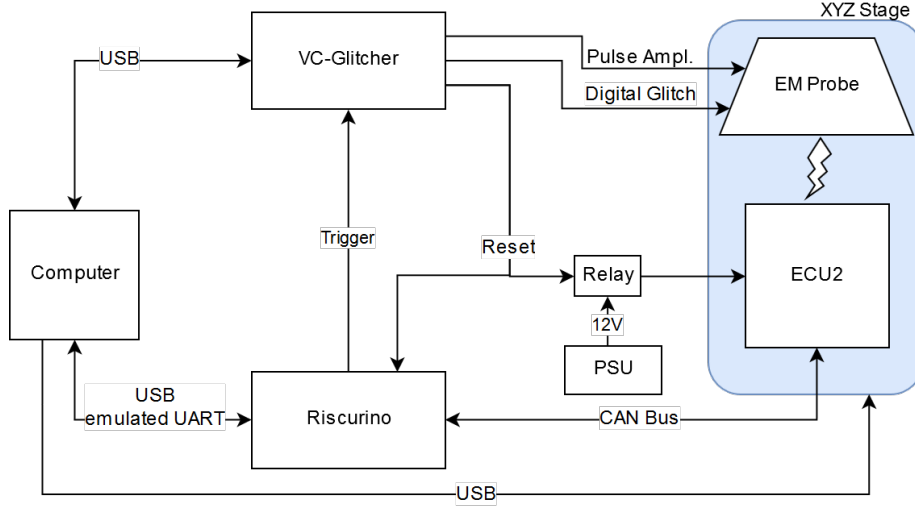 XYZ Stage
USB
VC-Glitcher
Pulse Ampl.
EM Probe
Digital Glitch
Computer
Trigger
Reset
Relay
ECU2
12V
PSU
USB
emulated UART
Riscurino
CAN Bus
USB